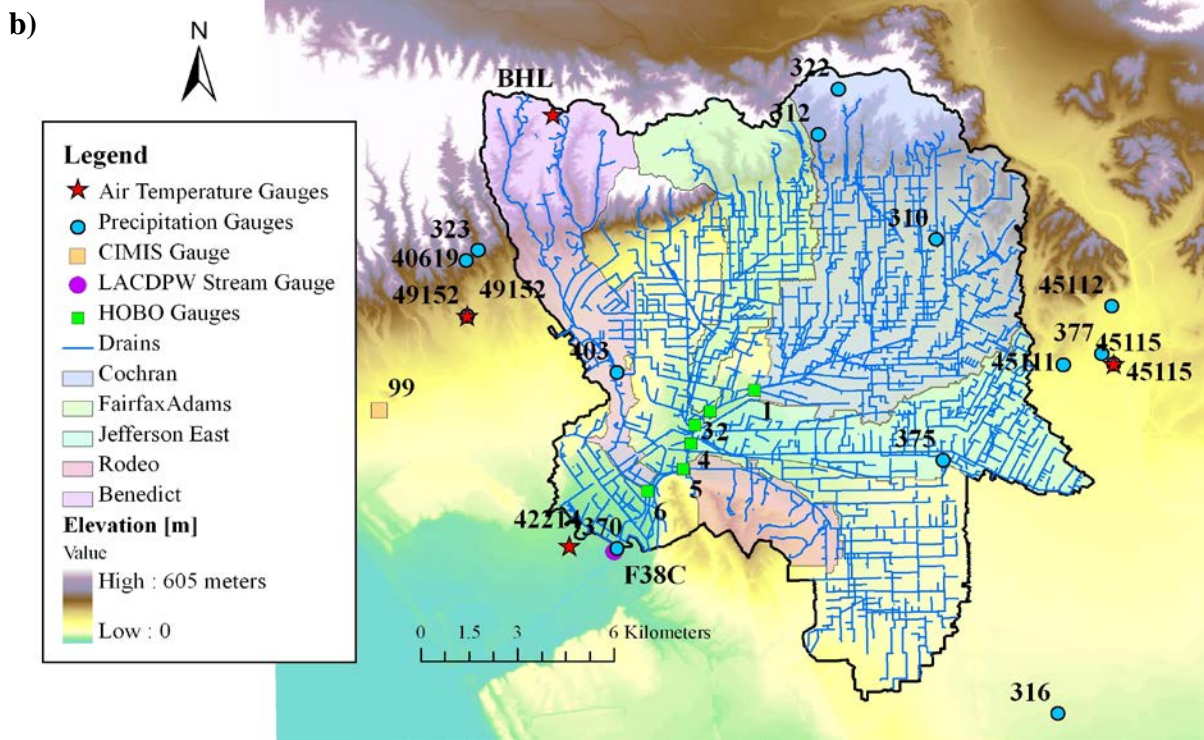 b)
N
Legend
Air Temperature Gauges
Precipitation Gauges
CIMIS Gauge
LACDPW Stream Gauge
HOBO Gauges
Drains
Cochran
FairfaxAdams
Jefferson East
Rodeo
Benedict
Elevation [m]
Value
High : 605 meters
Low : 0
BHL
322
312
323
310
40619
49152
49152
45112
403
377
45115
45111
45115
99
1
32
375
4
5
6
42214
370
F38C
0 1.5 3 6 Kilometers
316